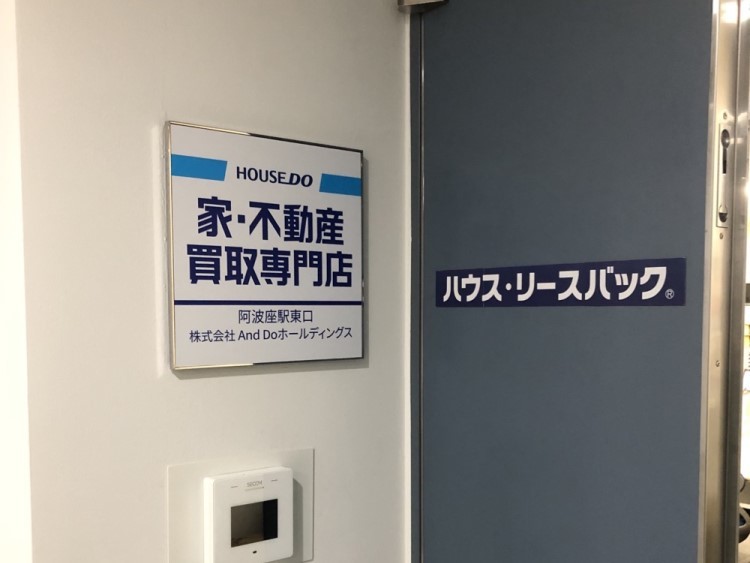 HOUSEDO
家・不動産
買取専門店
阿波座駅東口
株式会社 And Doホールディングス
ハウス・リースバック®